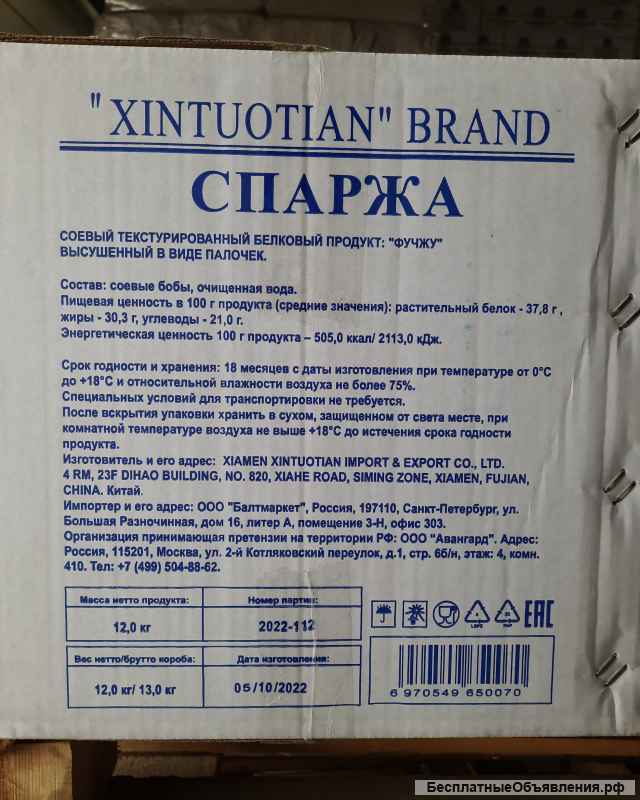 "XINTUOTIAN" BRAND
СПАРЖА
СОЕВЫЙ ТЕКСТУРИРОВАННЫЙ БЕЛКОВЫЙ ПРОДУКТ: "ФУЧЖУ"
ВЫСУШЕННЫЙ В ВИДЕ ПАЛОЧЕК.
Состав: соевые бобы, очищенная вода.
Пищевая ценность в 100 г продукта (средние значения): растительный белок - 37,8 г ,
жиры - 30,3 г, углеводы - 21,0 г.
Энергетическая ценность 100 г продукта – 505,0 ккал/ 2113,0 кДж.
Срок годности и хранения: 18 месяцев с даты изготовления при температуре от 0°С
до +18°С и относительной влажности воздуха не более 75%.
Специальных условий для транспортировки не требуется.
После вскрытия упаковки хранить в сухом, защищенном от света месте, при
комнатной температуре воздуха не выше +18°С до истечения срока годности
продукта.
Изготовитель и его адрес: XIAMEN XINTUOTIAN IMPORT & EXPORT CO., LTD.
4 RM, 23F DIHAO BUILDING, NO. 820, XIAHE ROAD, SIMING ZONE, XIAMEN, FUJIAN,
CHINA. Китай.
Импортер и его адрес: ООО "Балтмаркет", Россия, 197110, Санкт-Петербург, ул.
Большая Разночинная, дом 16, литер А, помещение 3-Н, офис 303.
Организация принимающая претензии на территории РФ: ООО "Авангард". Адрес:
Россия, 115201, Москва, ул. 2-й Котляковский переулок, д.1, стр. 6б/н, этаж: 4, комн.
410. Тел: +7 (499) 504-88-62.
Масса нетто продукта: Номер партии:
12,0 кг 2022-112
Вес нетто/брутто короба: Дата изготовления:
12,0 кг/ 13,0 кг 06/10/2022
EAC
6 970549 650070
БесплатныеОбъявления.рф